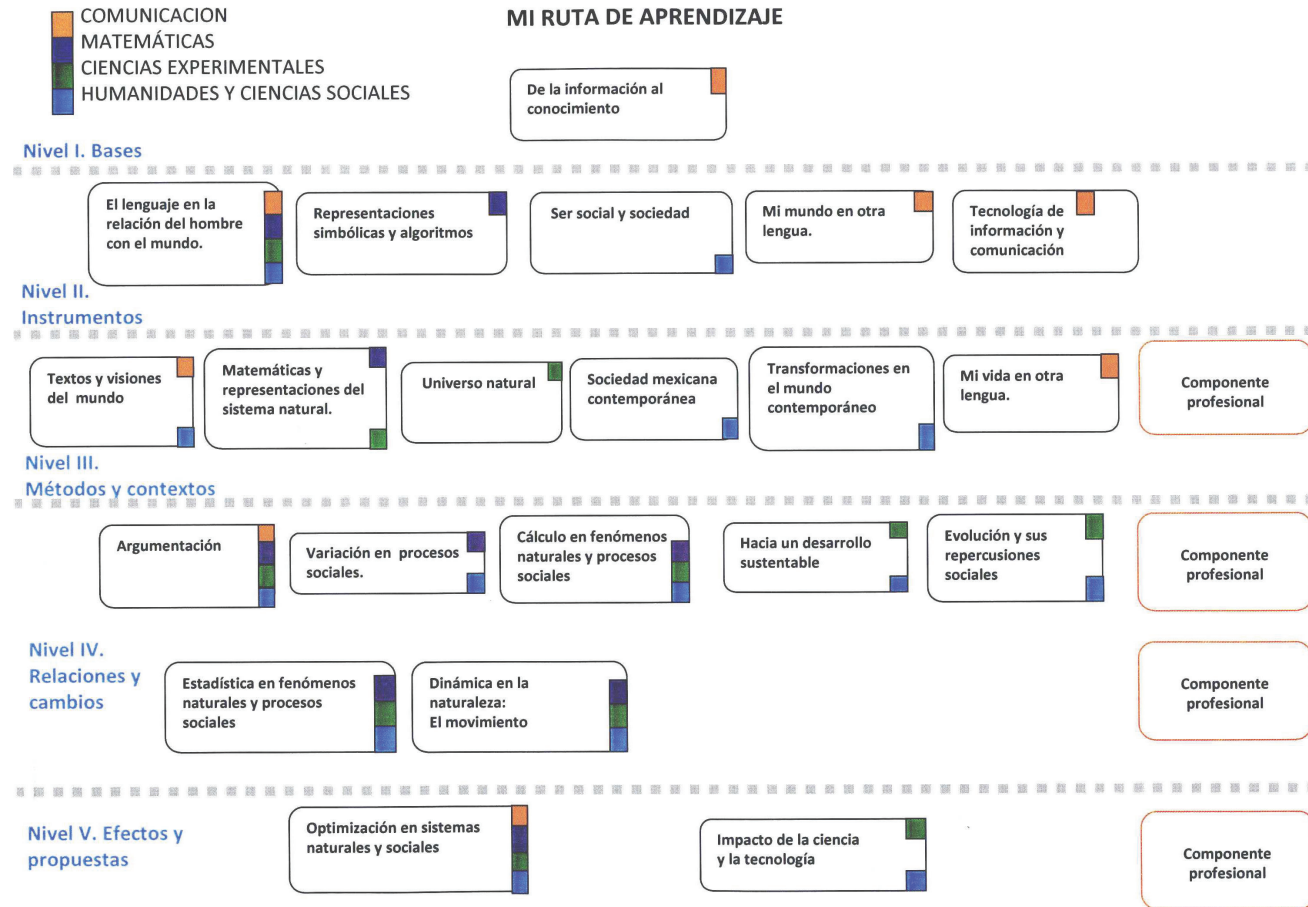 COMUNICACION
MATEMÁTICAS
CIENCIAS EXPERIMENTALES
HUMANIDADES Y CIENCIAS SOCIALES
MI RUTA DE APRENDIZAJE
De la información al
conocimiento
Nivel I. Bases
El lenguaje en la
relación del hombre
con el mundo.
Representaciones
simbólicas y algoritmos
Ser social y sociedad
Mi mundo en otra
lengua.
Tecnología de
información y
comunicación
Nivel II.
Instrumentos
Textos y visiones
del mundo
Matemáticas y
representaciones del
sistema natural.
Universo natural
Sociedad mexicana
contemporánea
Transformaciones en
el mundo
contemporáneo
Mi vida en otra
lengua.
Componente
profesional
Nivel III.
Métodos y contextos
Argumentación
Variación en procesos
sociales.
Cálculo en fenómenos
naturales y procesos
sociales
Hacia un desarrollo
sustentable
Evolución y sus
repercusiones
sociales
Componente
profesional
Nivel IV.
Relaciones y
cambios
Estadística en fenómenos
naturales y procesos
sociales
Dinámica en la
naturaleza:
El movimiento
Componente
profesional
Nivel V. Efectos y
propuestas
Optimización en sistemas
naturales y sociales
Impacto de la ciencia
y la tecnología
Componente
profesional